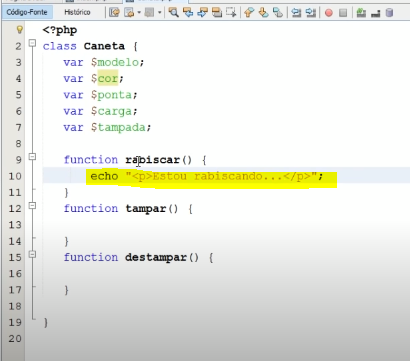 Código-Fonte Histórico
<?php
2 class Caneta {
3 var $modelo;
4 var $cor;
5 var $ponta;
6 var $carga;
7 var $tampada;
8
9 function rabiscar() {
10 echo "<p>Estou rabiscando...</p>";
11 }
12 function tampar() {
13
14 }
15 function destampar() {
16
17 }
18
19 }
20